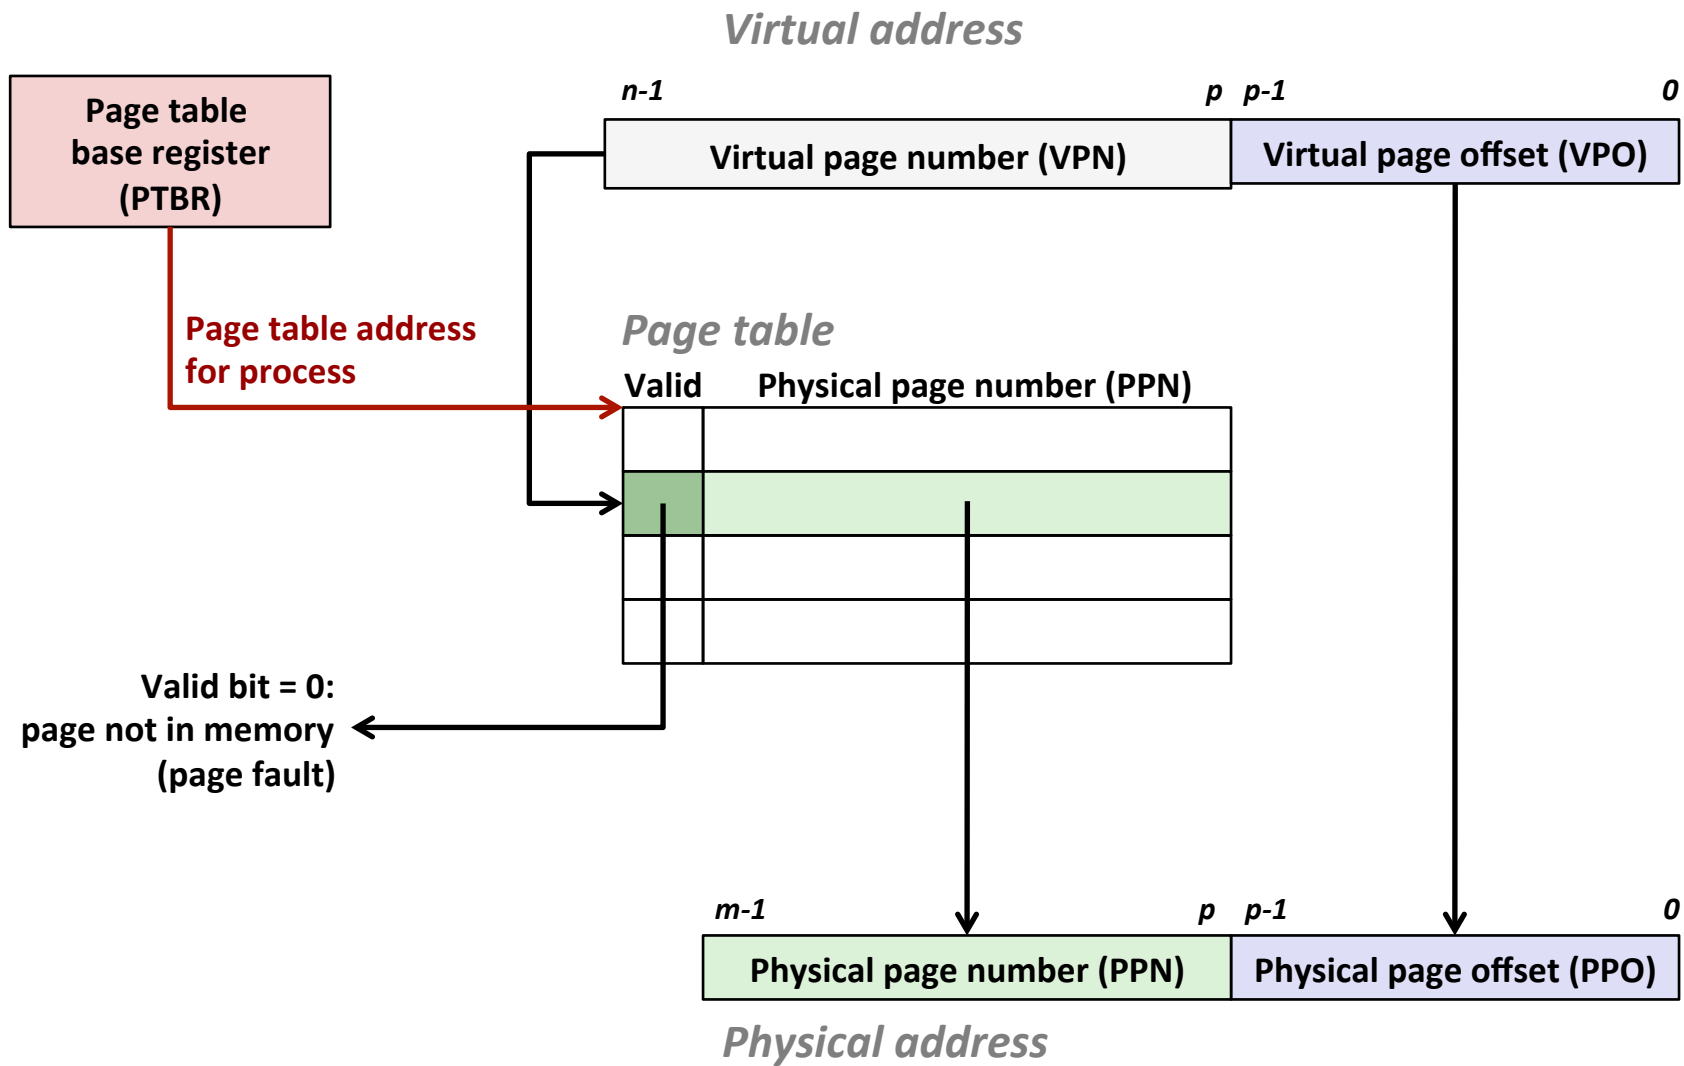 Virtual address
n-1 p p-1 0
Page table
base register
(PTBR)
Virtual page number (VPN) Virtual page offset (VPO)
Page table address
for process
Page table
Valid Physical page number (PPN)
Valid bit = 0:
page not in memory
(page fault)
m-1 p p-1 0
Physical page number (PPN) Physical page offset (PPO)
Physical address